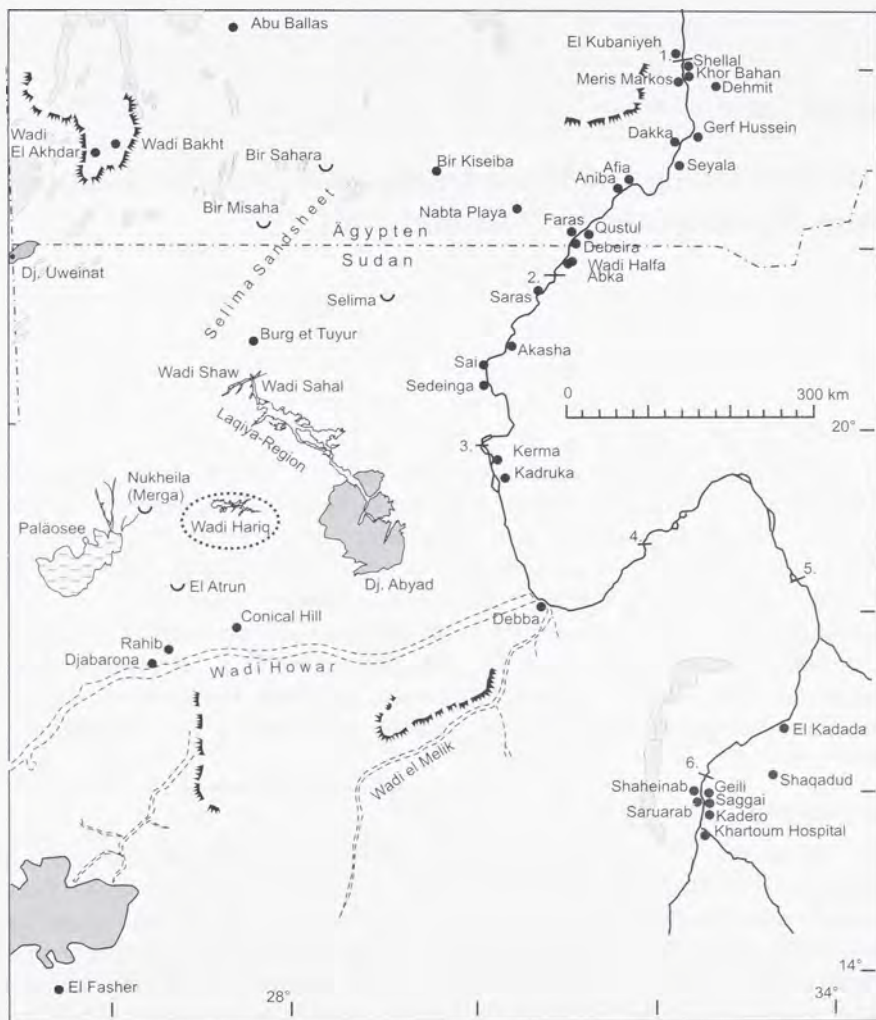 Abu Ballas
El Kubaniyeh
1.
Shellal
Khor Bahan
Meris Markos
Dehmit
Wadi
El Akhdar
Wadi Bakht
Dakka
Gerf Hussein
Bir Sahara
Bir Kiseiba
Afia
Seyala
Aniba
Nabta Playa
Bir Misaha
Faras
Qustul
Selima Sandsheet
Ägypten
Debeira
Sudan
Dj. Uweinat
Wadi Halfa
2.
Abka
Selima
Saras
Burg et Tuyur
Akasha
Sai
Wadi Shaw
Wadi Sahal
Sedeinga
0
300 km
Laqiya-Region
20°
3.
Kerma
Kadruka
Nukheila
(Merga)
Paläosee
Wadi Hariq
4.
5.
Dj. Abyad
El Atrun
Conical Hill
Debba
Rahib
Djabarona
Wadi Howar
El Kadada
Wadi el Melik
6.
Shaqadud
Shaheinab
Geili
Saruarab
Saggai
Kadero
Khartoum Hospital
14°
El Fasher
28°
34°